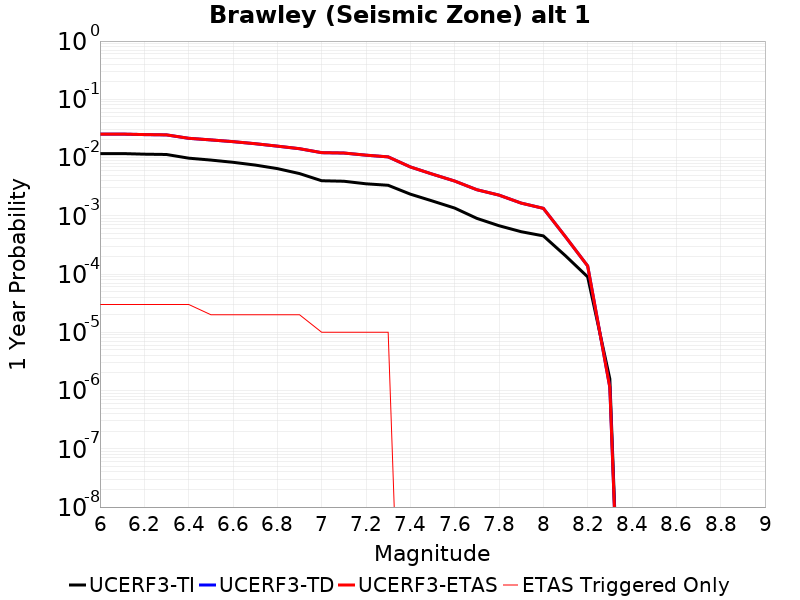 Brawley (Seismic Zone) alt 1
1 Year Probability
10^0
10^-1
10^-2
10^-3
10^-4
10^-5
10^-6
10^-7
10^-8
6 6.2 6.4 6.6 6.8 7 7.2 7.4 7.6 7.8 8 8.2 8.4 8.6 8.8 9
Magnitude
UCERF3-TI UCERF3-TD UCERF3-ETAS ETAS Triggered Only